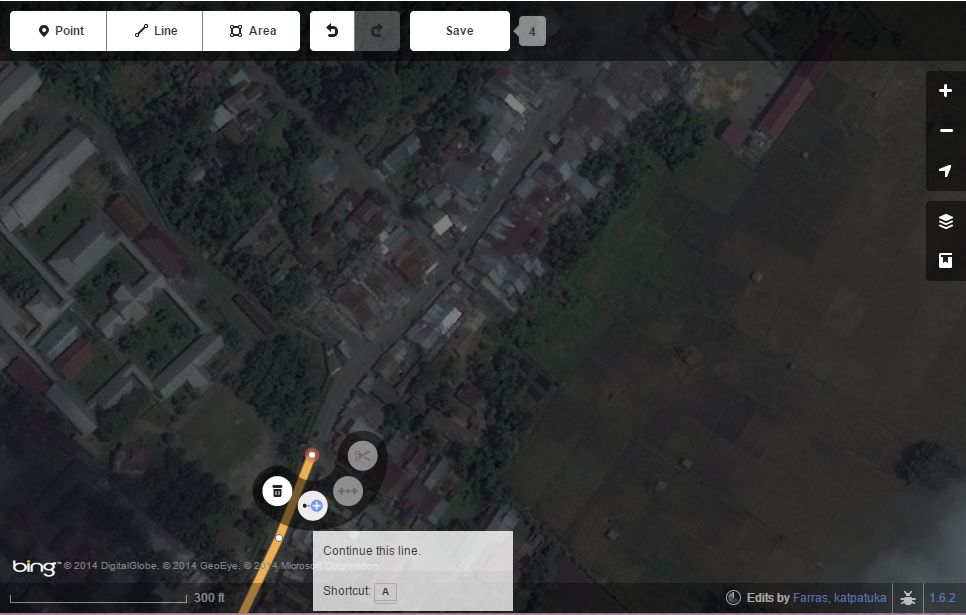 Point Line Area Save 4
Continue this line.
Shortcut: A
bing™ © 2014 DigitalGlobe, © 2014 GeoEye, © 2014 Microsoft Corporation
300 ft Edits by Farras, katpatuka 1.6.2